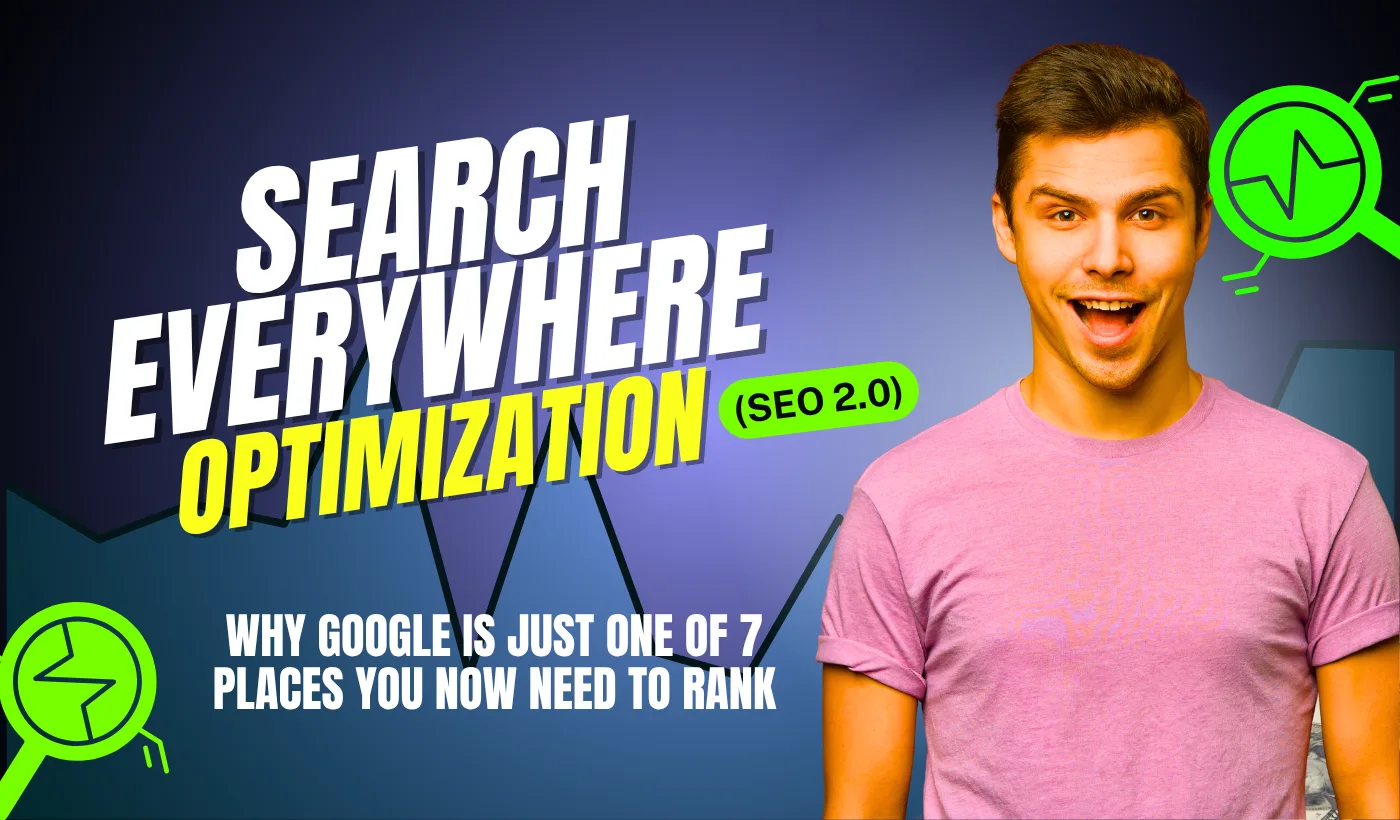 SEARCH
EVERYWHERE
OPTIMIZATION
(SEO 2.0)
WHY GOOGLE IS JUST ONE OF 7
PLACES YOU NOW NEED TO RANK